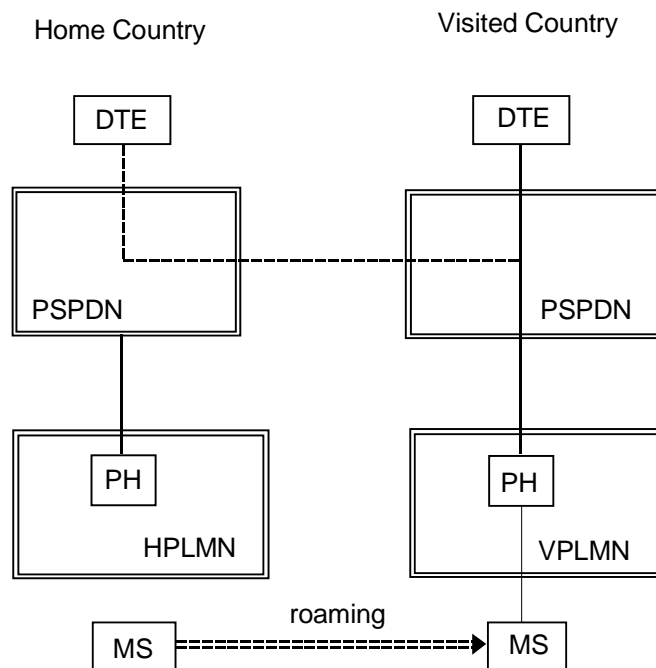 Home Country
Visited Country
DTE
DTE
PSPDN
PSPDN
PH
PH
HPLMN
VPLMN
roaming
MS
MS